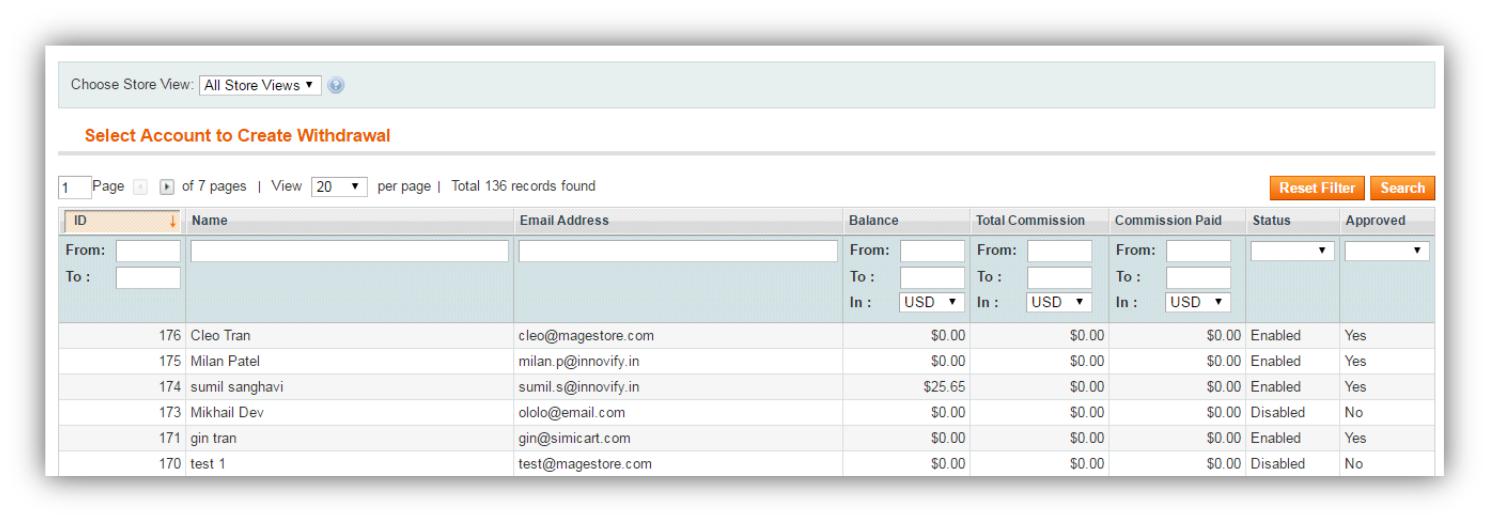 Choose Store View: All Store Views ▼
Select Account to Create Withdrawal
1 Page of 7 pages | View 20 ▼ per page | Total 136 records found Reset Filter Search
ID ↓ Name Email Address Balance Total Commission Commission Paid Status Approved
From: From: From: From:
To : To : To : To :
In : USD ▼ In : USD ▼ In : USD ▼
176 Cleo Tran cleo@magestore.com $0.00 $0.00 $0.00 Enabled Yes
175 Milan Patel milan.p@innovify.in $0.00 $0.00 $0.00 Enabled Yes
174 sumil sanghavi sumil.s@innovify.in $25.65 $0.00 $0.00 Enabled Yes
173 Mikhail Dev ololo@email.com $0.00 $0.00 $0.00 Disabled No
171 gin tran gin@simicart.com $0.00 $0.00 $0.00 Enabled Yes
170 test 1 test@magestore.com $0.00 $0.00 $0.00 Disabled No